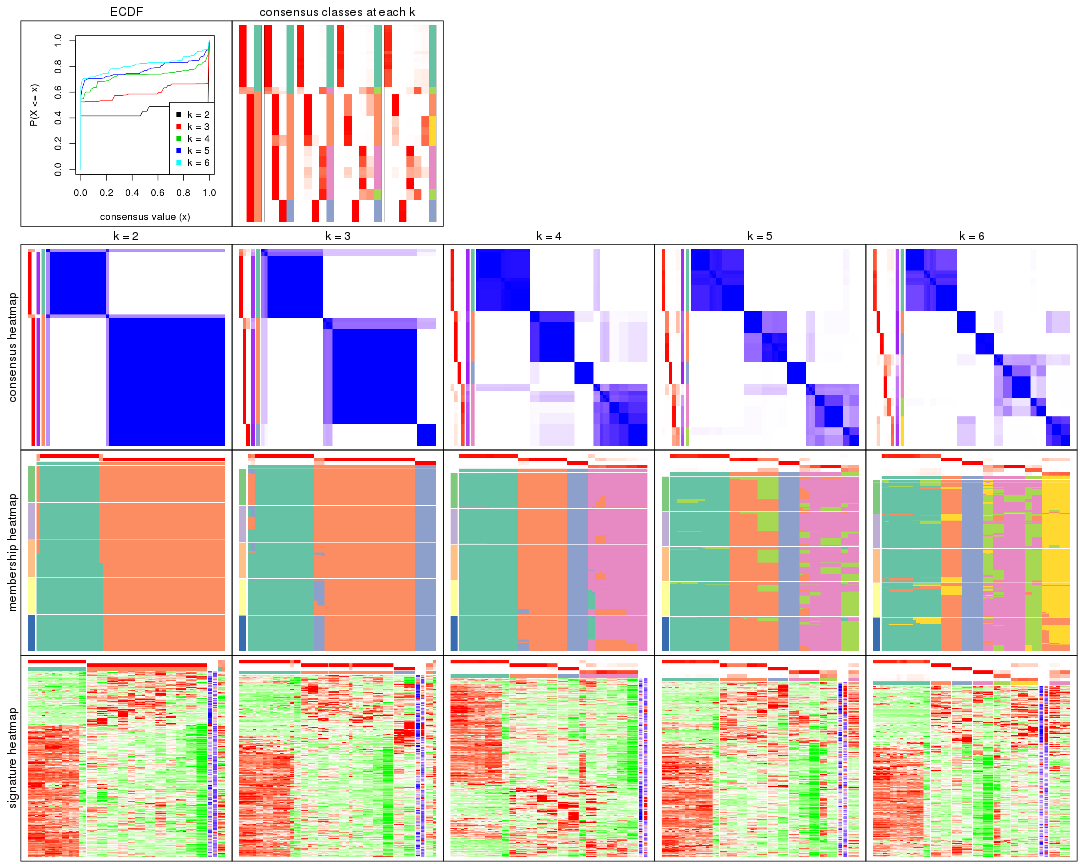 ECDF
consensus classes at each k
P(X <= x)
0.0
0.2
0.4
0.6
0.8
1.0
k = 2
k = 3
k = 4
k = 5
k = 6
0.0 0.2 0.4 0.6 0.8 1.0
consensus value (x)
k = 2
k = 3
k = 4
k = 5
k = 6
consensus heatmap
membership heatmap
signature heatmap